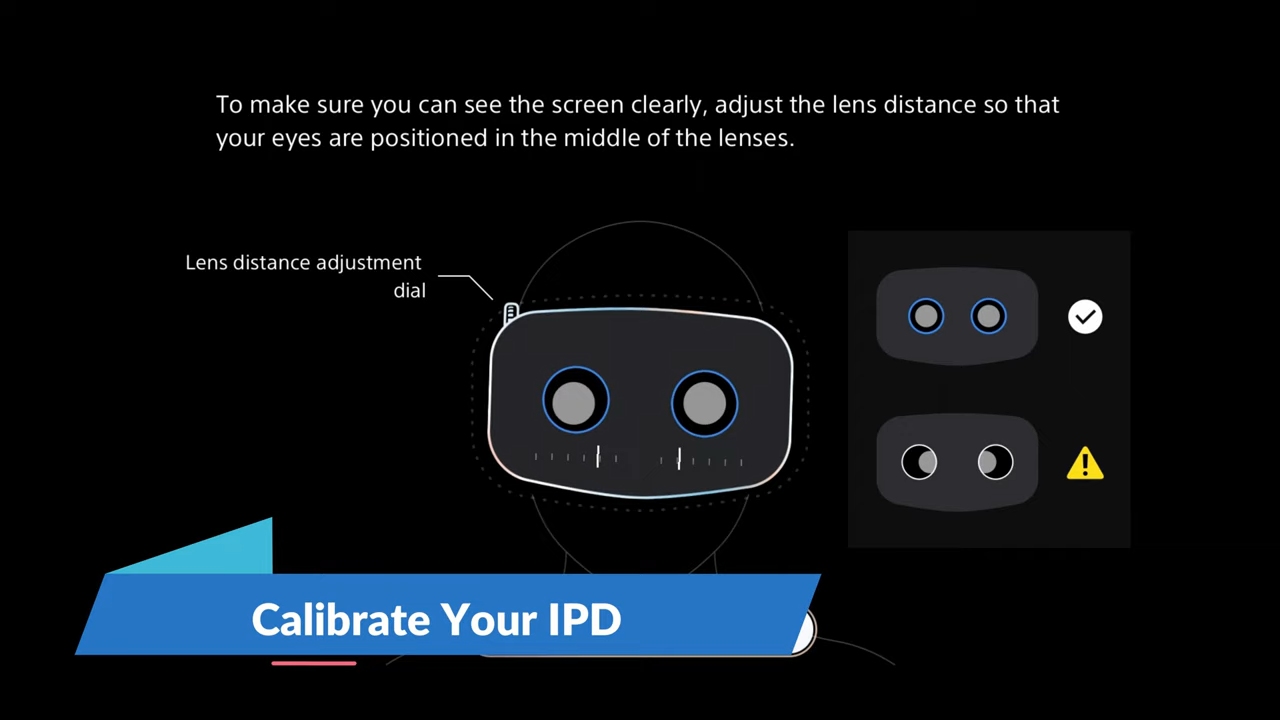 To make sure you can see the screen clearly, adjust the lens distance so that
your eyes are positioned in the middle of the lenses.
Lens distance adjustment
dial
Calibrate Your IPD